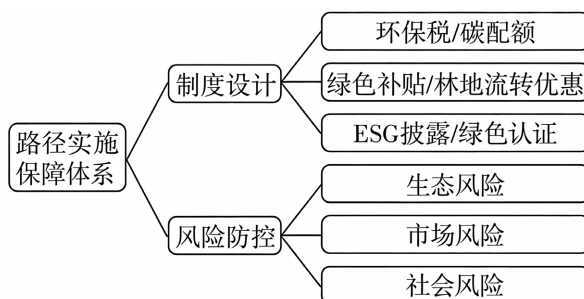 路径实施
保障体系
制度设计
环保税/碳配额
绿色补贴/林地流转优惠
ESG披露/绿色认证
风险防控
生态风险
市场风险
社会风险